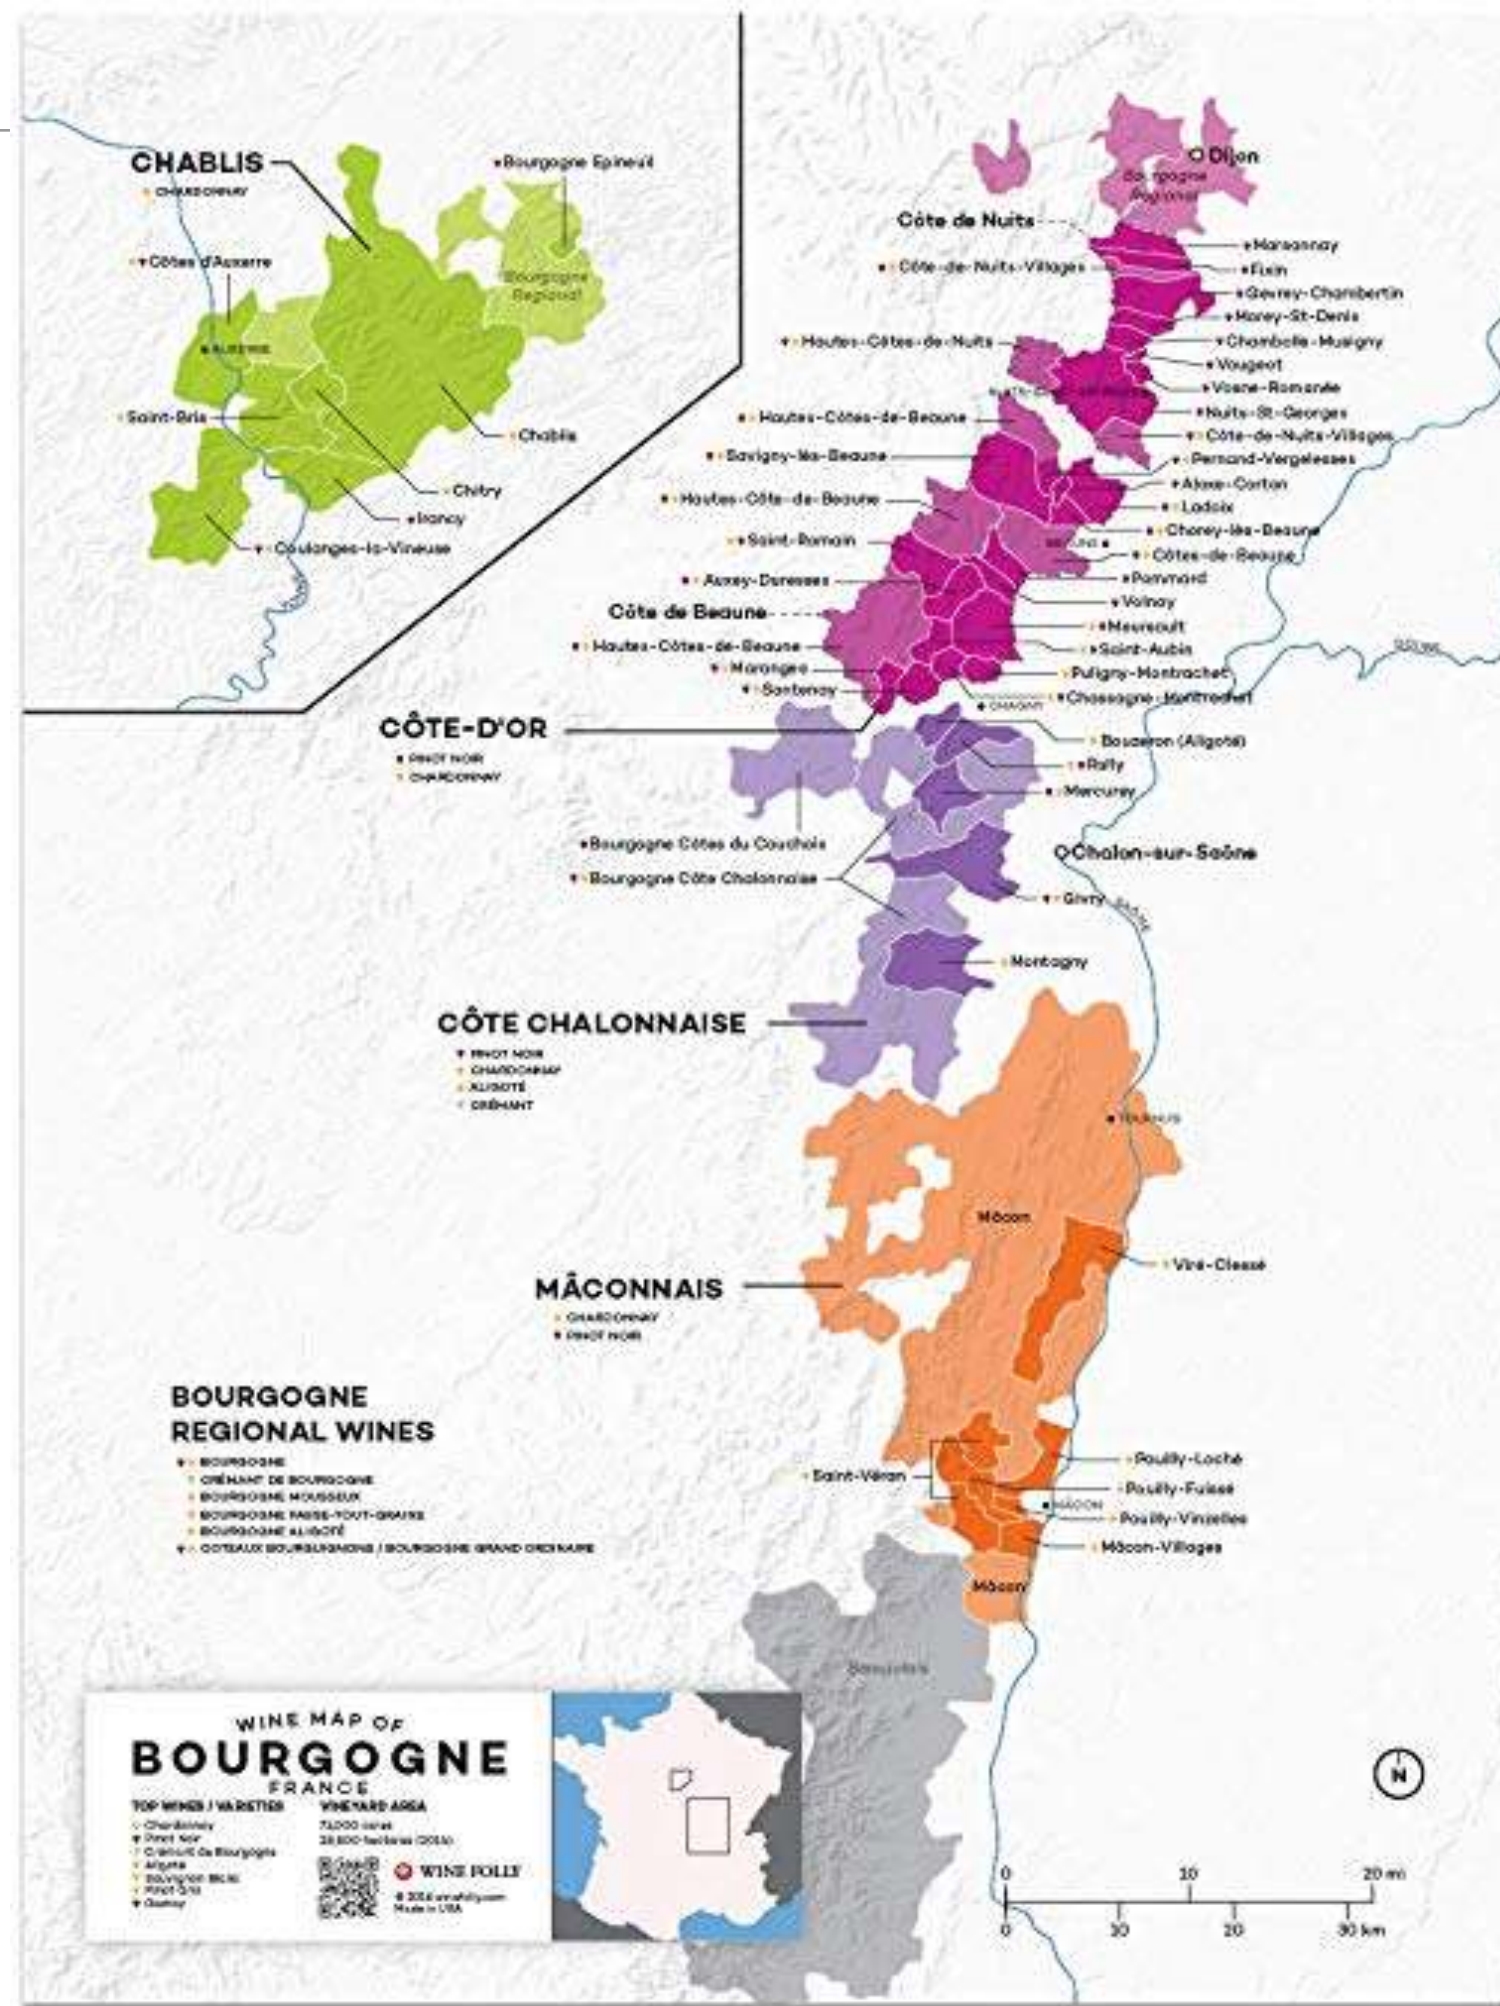 CHABLIS
CHARDONNAY
Bourgogne Epineuil
Côtes d'Auxerre
Bourgogne
Regional
AUXERRE
Saint-Bris
Chablis
Chitry
Irancy
Coulanges-la-Vineuse
Dijon
Bourgogne
Regional
Côte de Nuits
Marsannay
Côte-de-Nuits-Villages
Fixin
Gevrey-Chambertin
Morey-St-Denis
Hautes-Côtes-de-Nuits
Chambolle-Musigny
Vougeot
Vosne-Romanée
Hautes-Côtes-de-Beaune
Nuits-St-Georges
Côte-de-Nuits-Villages
Savigny-lès-Beaune
Pernand-Vergelesses
Aloxe-Corton
Hautes-Côte-de-Beaune
Ladoix
Chorey-lès-Beaune
Saint-Romain
BEAUNE
Côtes-de-Beaune
Auxey-Duresses
Pommard
Volnay
Côte de Beaune
Meursault
Hautes-Côtes-de-Beaune
Saint-Aubin
Maranges
Puligny-Montrachet
Santenay
Chassagne-Montrachet
CHAGNY
CÔTE-D'OR
PINOT NOIR
CHARDONNAY
Bouzeron (Aligoté)
Rully
Mercurey
Bourgogne Côtes du Couchois
Chalon-sur-Saône
Bourgogne Côte Chalonnaise
Givry
SAÔNE
Montagny
CÔTE CHALONNAISE
PINOT NOIR
CHARDONNAY
ALIGOTÉ
CRÉMANT
TOURNUS
Mâcon
Viré-Clessé
MÂCONNAIS
CHARDONNAY
PINOT NOIR
BOURGOGNE
REGIONAL WINES
BOURGOGNE
CRÉMANT DE BOURGOGNE
BOURGOGNE MOUSSEUX
BOURGOGNE PASSE-TOUT-GRAINS
BOURGOGNE ALIGOTÉ
COTEAUX BOURGUIGNONS / BOURGOGNE GRAND ORDINAIRE
Saint-Véran
Pouilly-Loché
Pouilly-Fuissé
MÂCON
Pouilly-Vinzelles
Mâcon-Villages
Mâcon
Beaujolais
WINE MAP OF
BOURGOGNE
FRANCE
TOP WINES / VARIETIES
Chardonnay
Pinot Noir
Crémant de Bourgogne
Aligoté
Sauvignon Blanc
Pinot Gris
Gamay
VINEYARD AREA
WINE FOLLY
Made in USA
N
0 10 20 mi
0 10 20 30 km